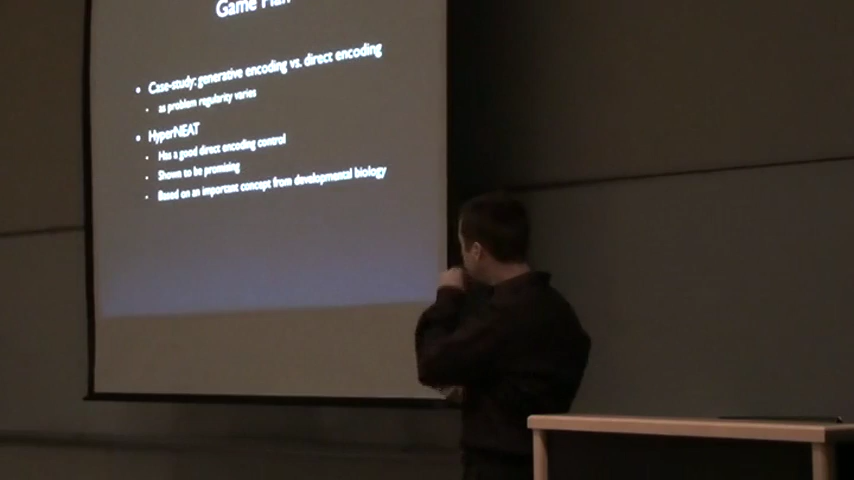 Game Plan
• Case-study: generative encoding vs. direct encoding
• as problem regularity varies
• HyperNEAT
• Has a good direct encoding control
• Shown to be promising
• Based on an important concept from developmental biology